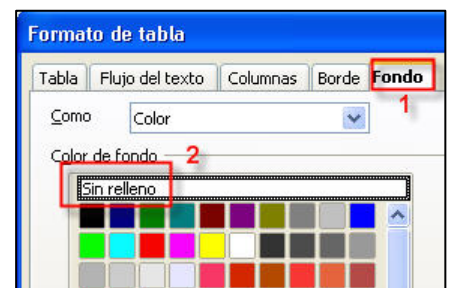 Formato de tabla
Tabla Flujo del texto Columnas Borde Fondo
1
Como Color
Color de fondo 2
Sin relleno